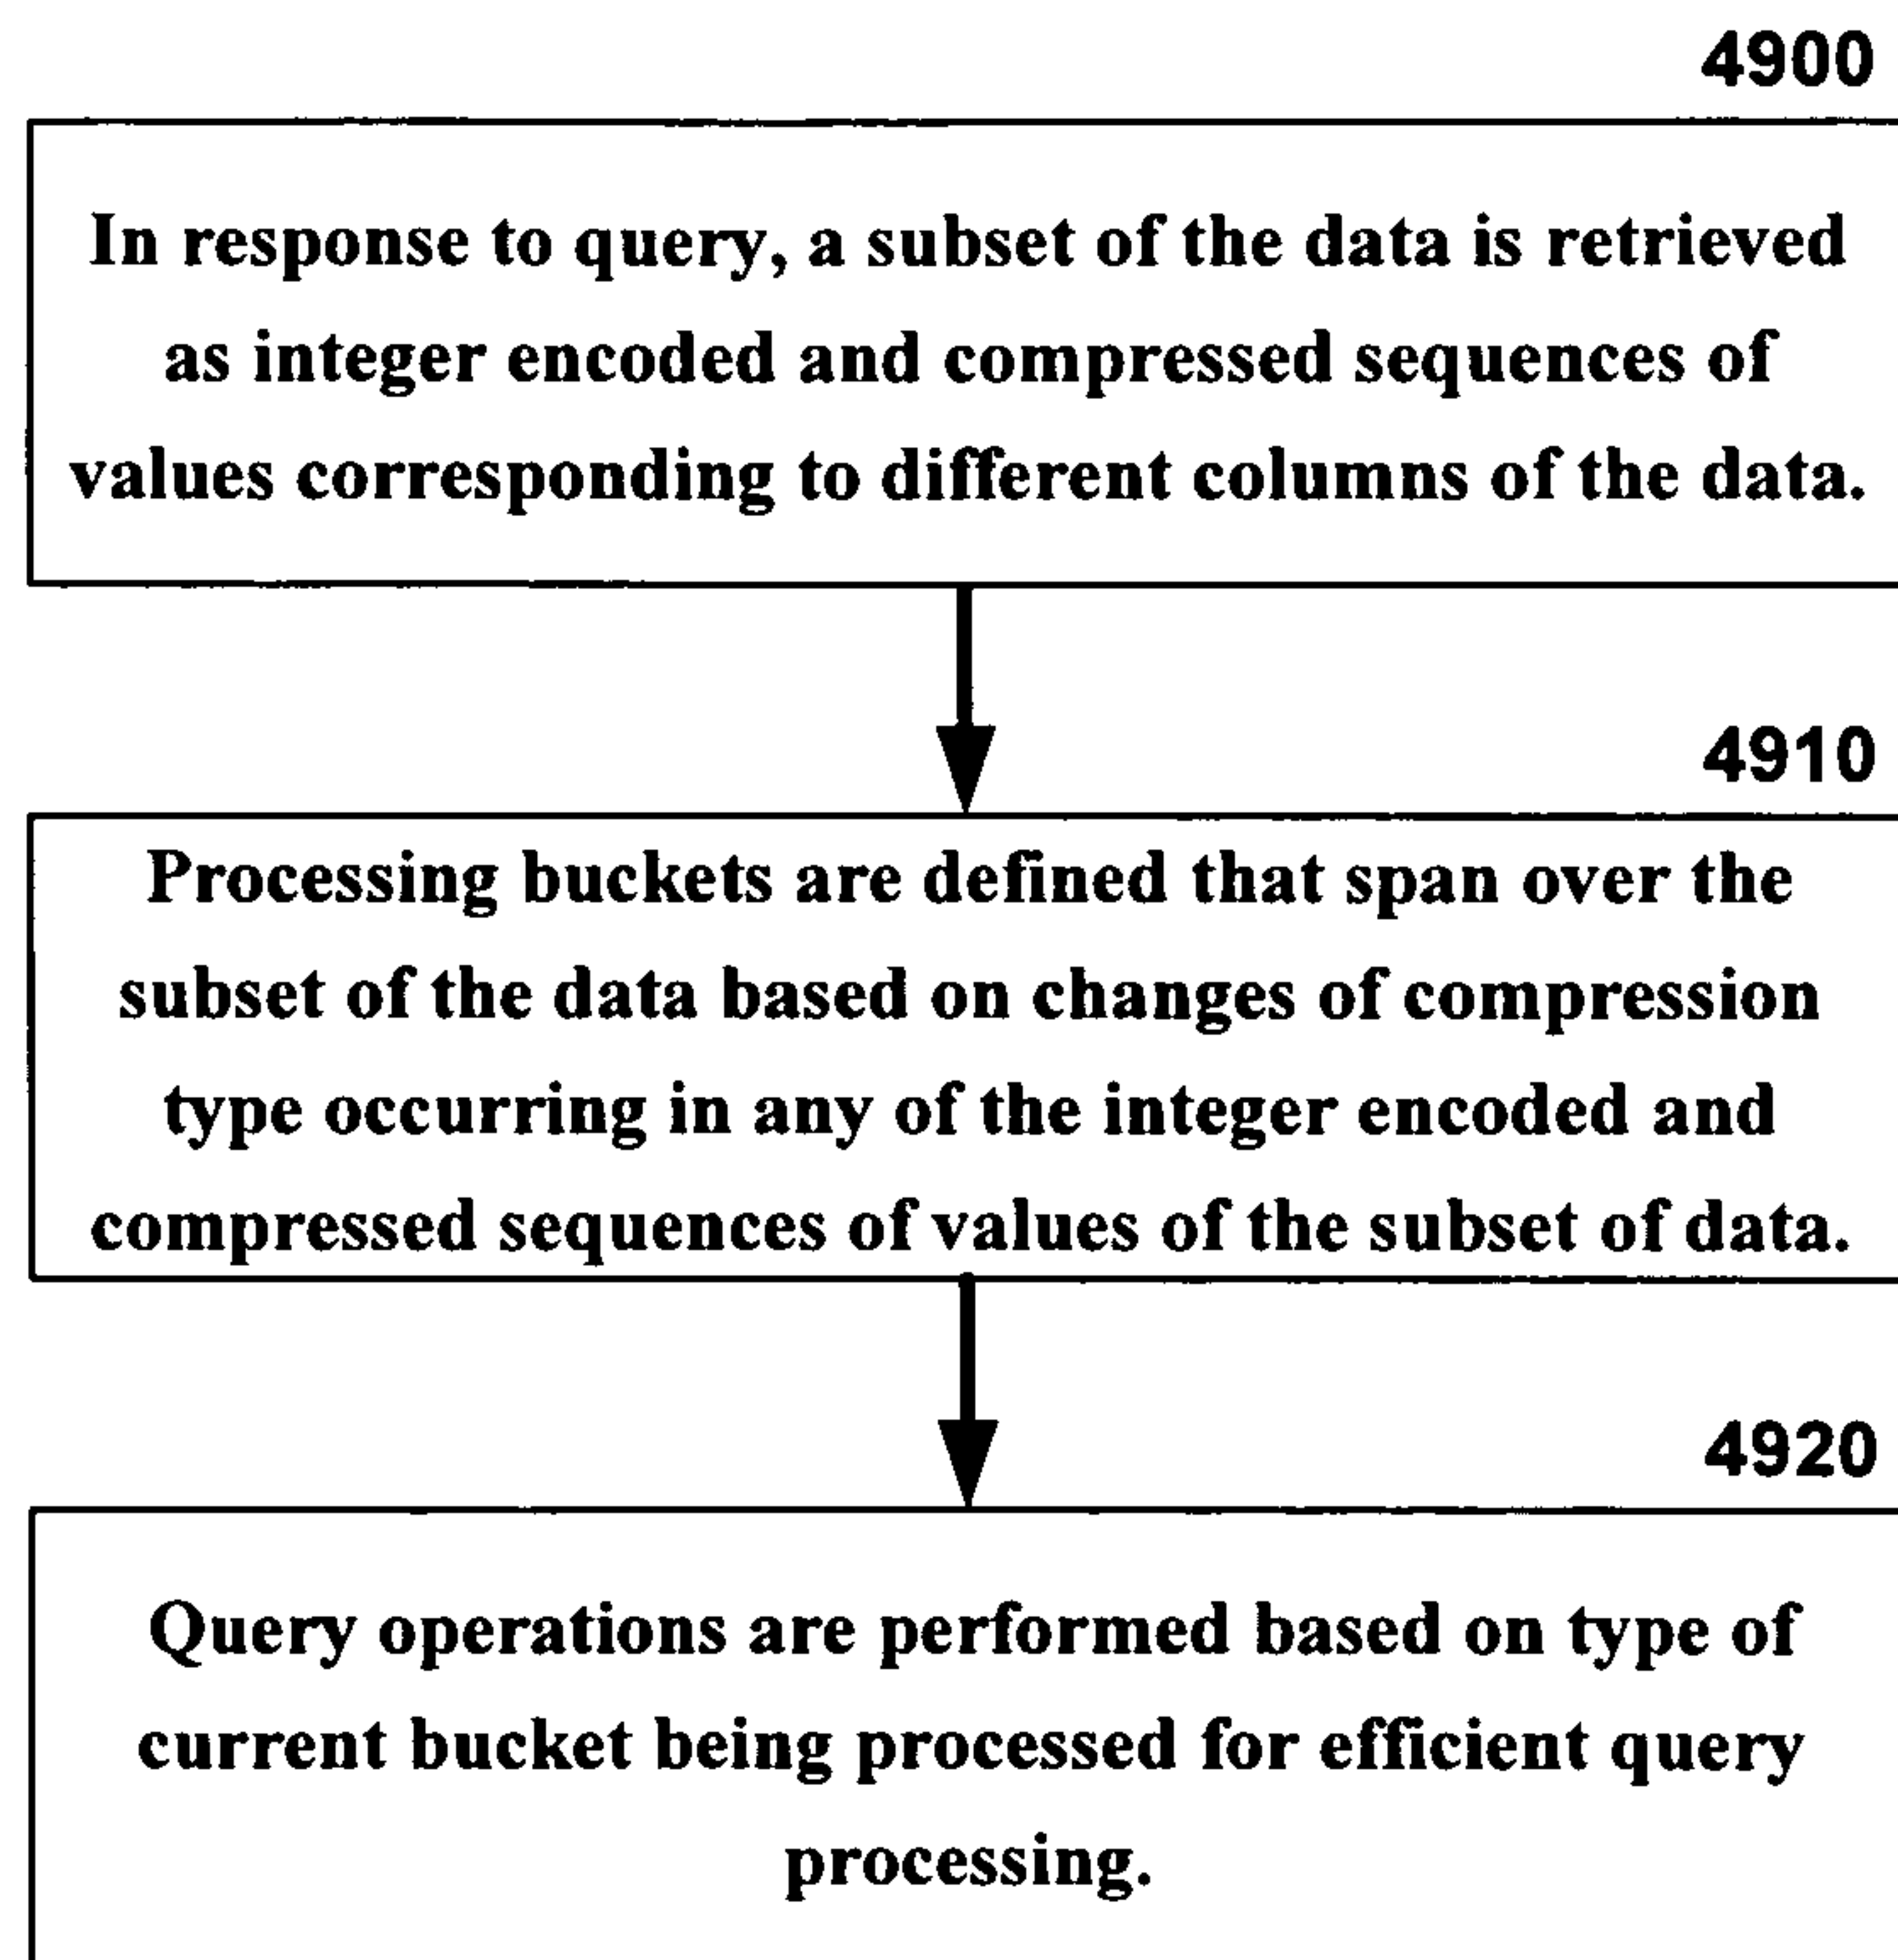 4900
In response to query, a subset of the data is retrieved
as integer encoded and compressed sequences of
values corresponding to different columns of the data.
4910
Processing buckets are defined that span over the
subset of the data based on changes of compression
type occurring in any of the integer encoded and
compressed sequences of values of the subset of data.
4920
Query operations are performed based on type of
current bucket being processed for efficient query
processing.